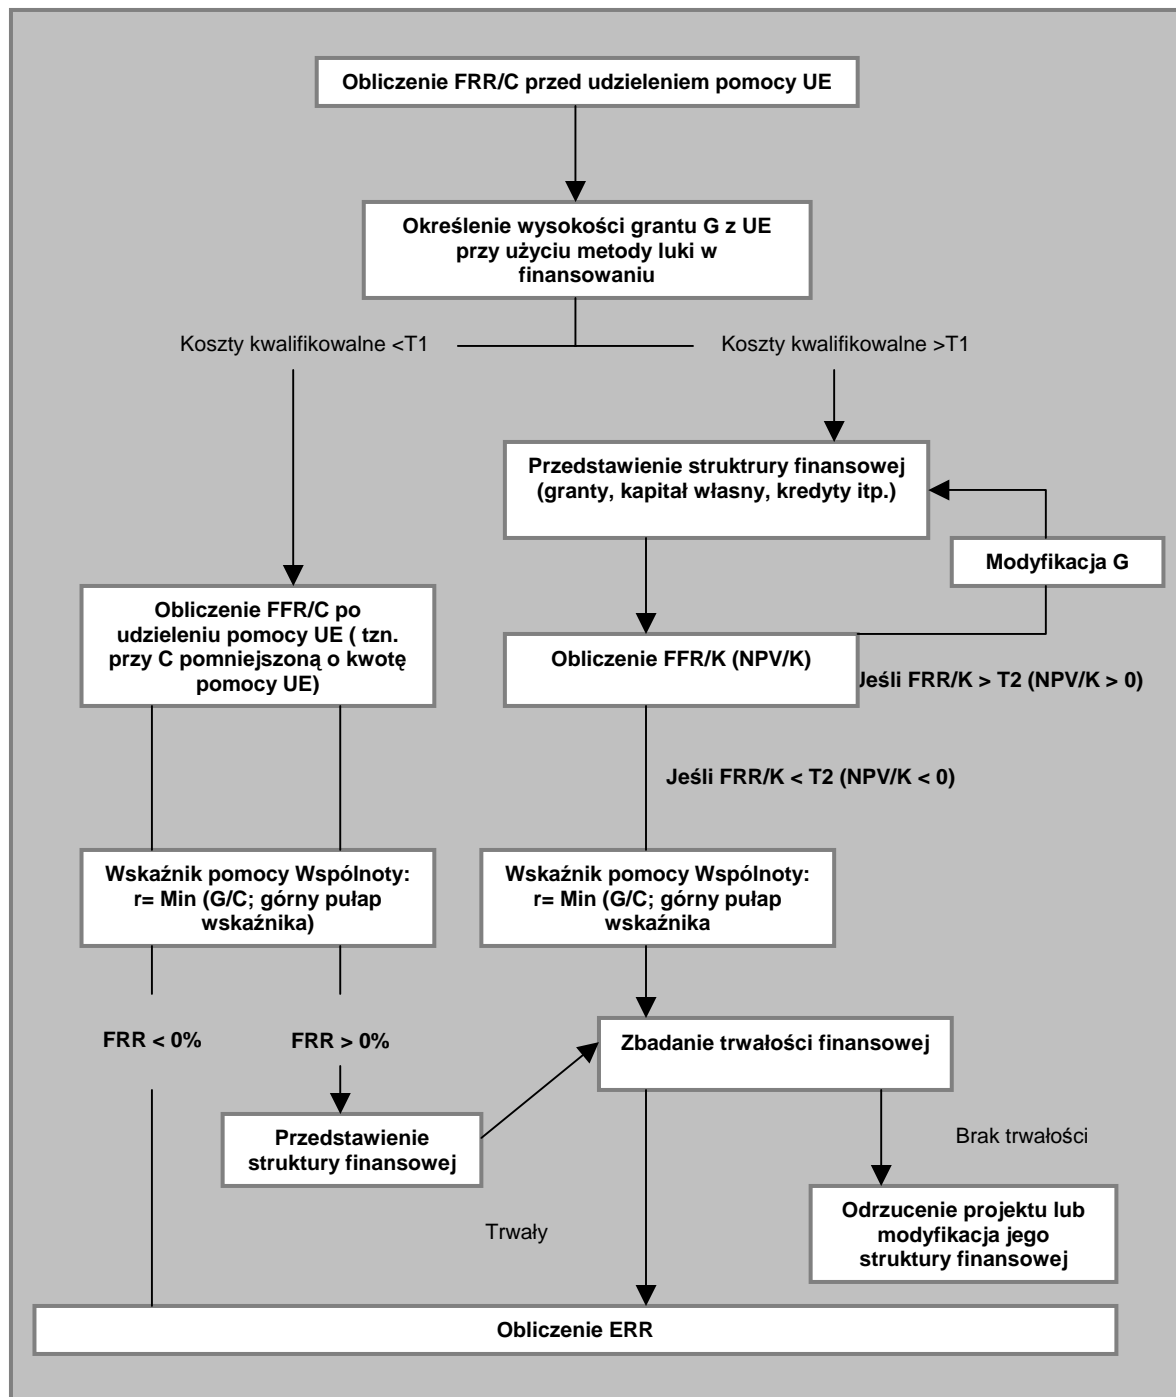 Obliczenie FRR/C przed udzieleniem pomocy UE
Określenie wysokości grantu G z UE
przy użyciu metody luki w
finansowaniu
Koszty kwalifikowalne <T1
Koszty kwalifikowalne >T1
Przedstawienie struktrury finansowej
(granty, kapitał własny, kredyty itp.)
Modyfikacja G
Obliczenie FFR/C po
udzieleniu pomocy UE ( tzn.
przy C pomniejszoną o kwotę
pomocy UE)
Obliczenie FFR/K (NPV/K)
Jeśli FRR/K > T2 (NPV/K > 0)
Jeśli FRR/K < T2 (NPV/K < 0)
Wskaźnik pomocy Wspólnoty:
r= Min (G/C; górny pułap
wskaźnika)
Wskaźnik pomocy Wspólnoty:
r= Min (G/C; górny pułap
wskaźnika
FRR < 0%
FRR > 0%
Zbadanie trwałości finansowej
Przedstawienie
struktury finansowej
Brak trwałości
Odrzucenie projektu lub
modyfikacja jego
struktury finansowej
Trwały
Obliczenie ERR